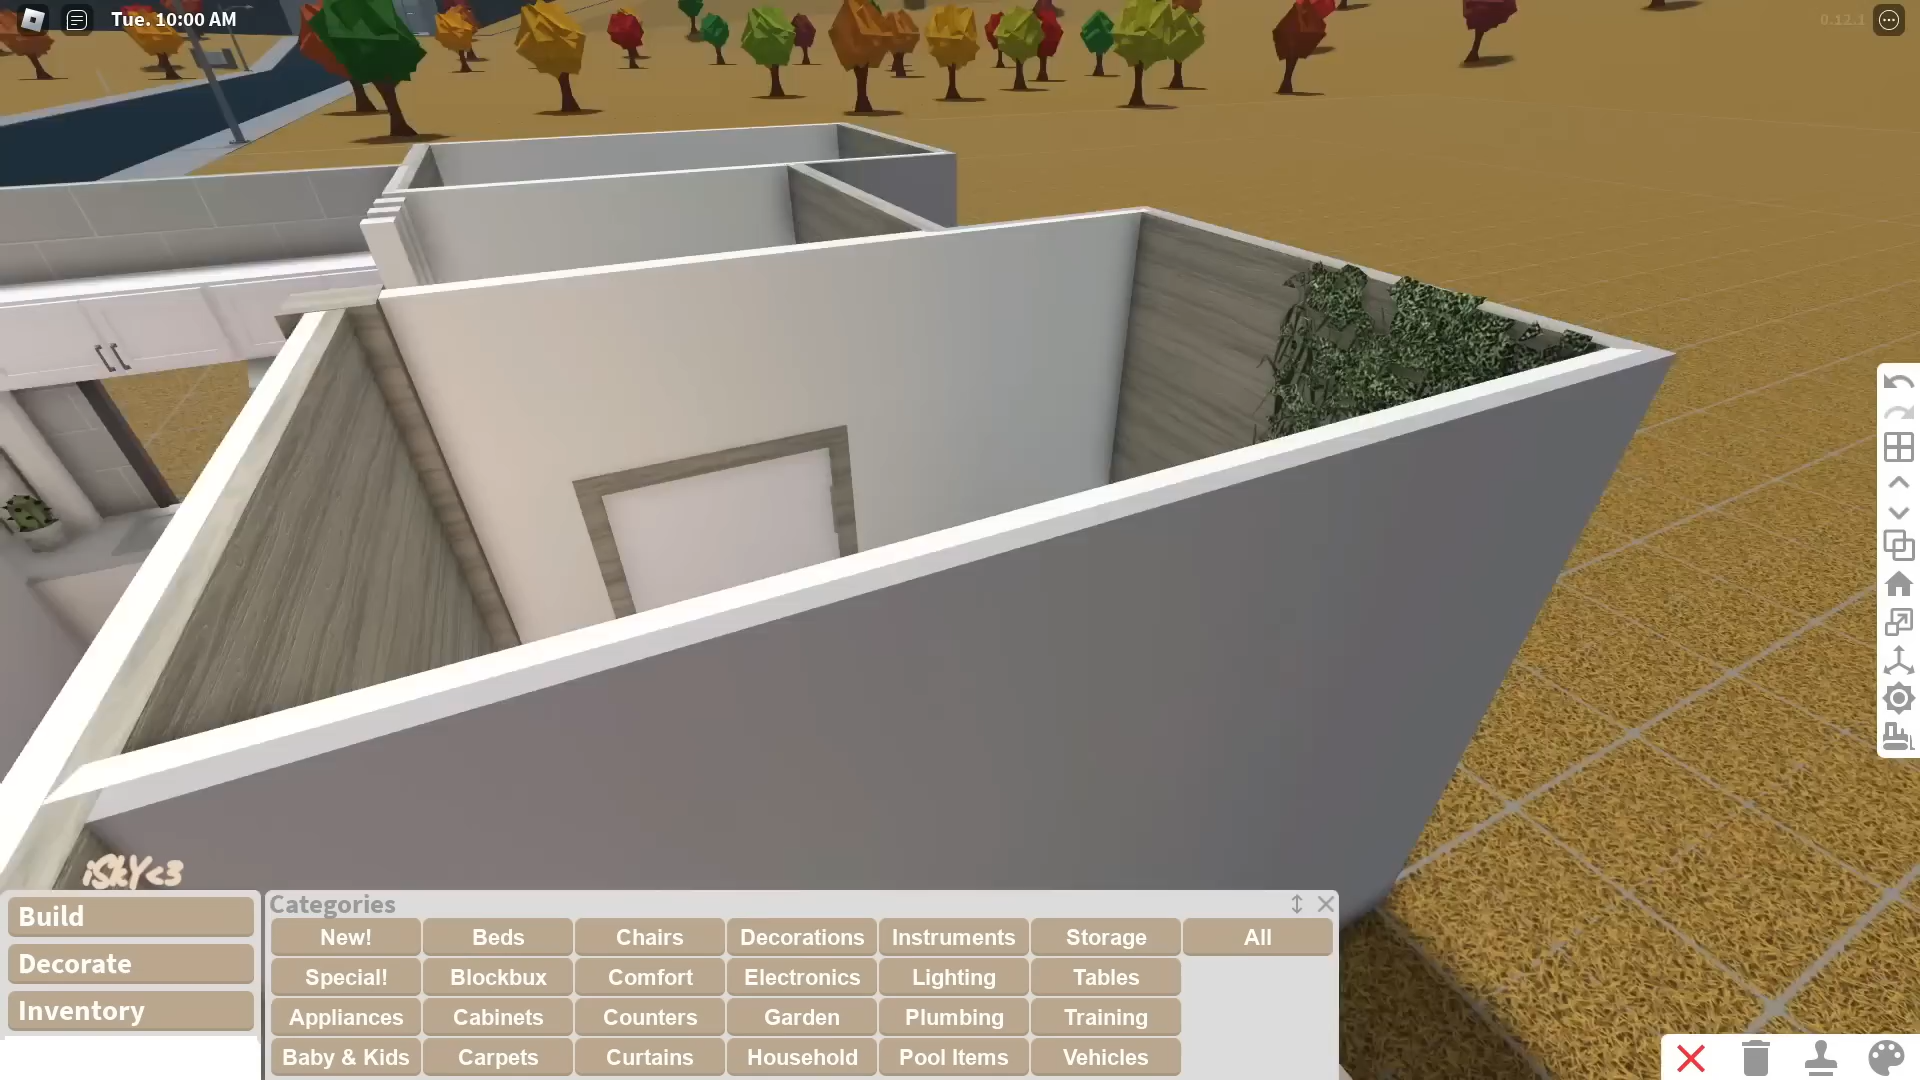 Tue. 10:00 AM
0.12.1
iSkY<3
Build
Decorate
Inventory
Categories
New! Beds Chairs Decorations Instruments Storage All
Special! Blockbux Comfort Electronics Lighting Tables
Appliances Cabinets Counters Garden Plumbing Training
Baby & Kids Carpets Curtains Household Pool Items Vehicles